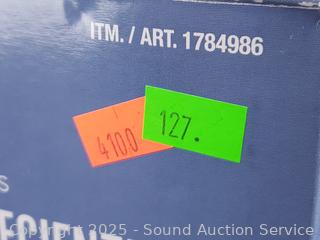 ITM. / ART. 1784986
4100
127.
S
Copyright 2025 - Sound Auction Service